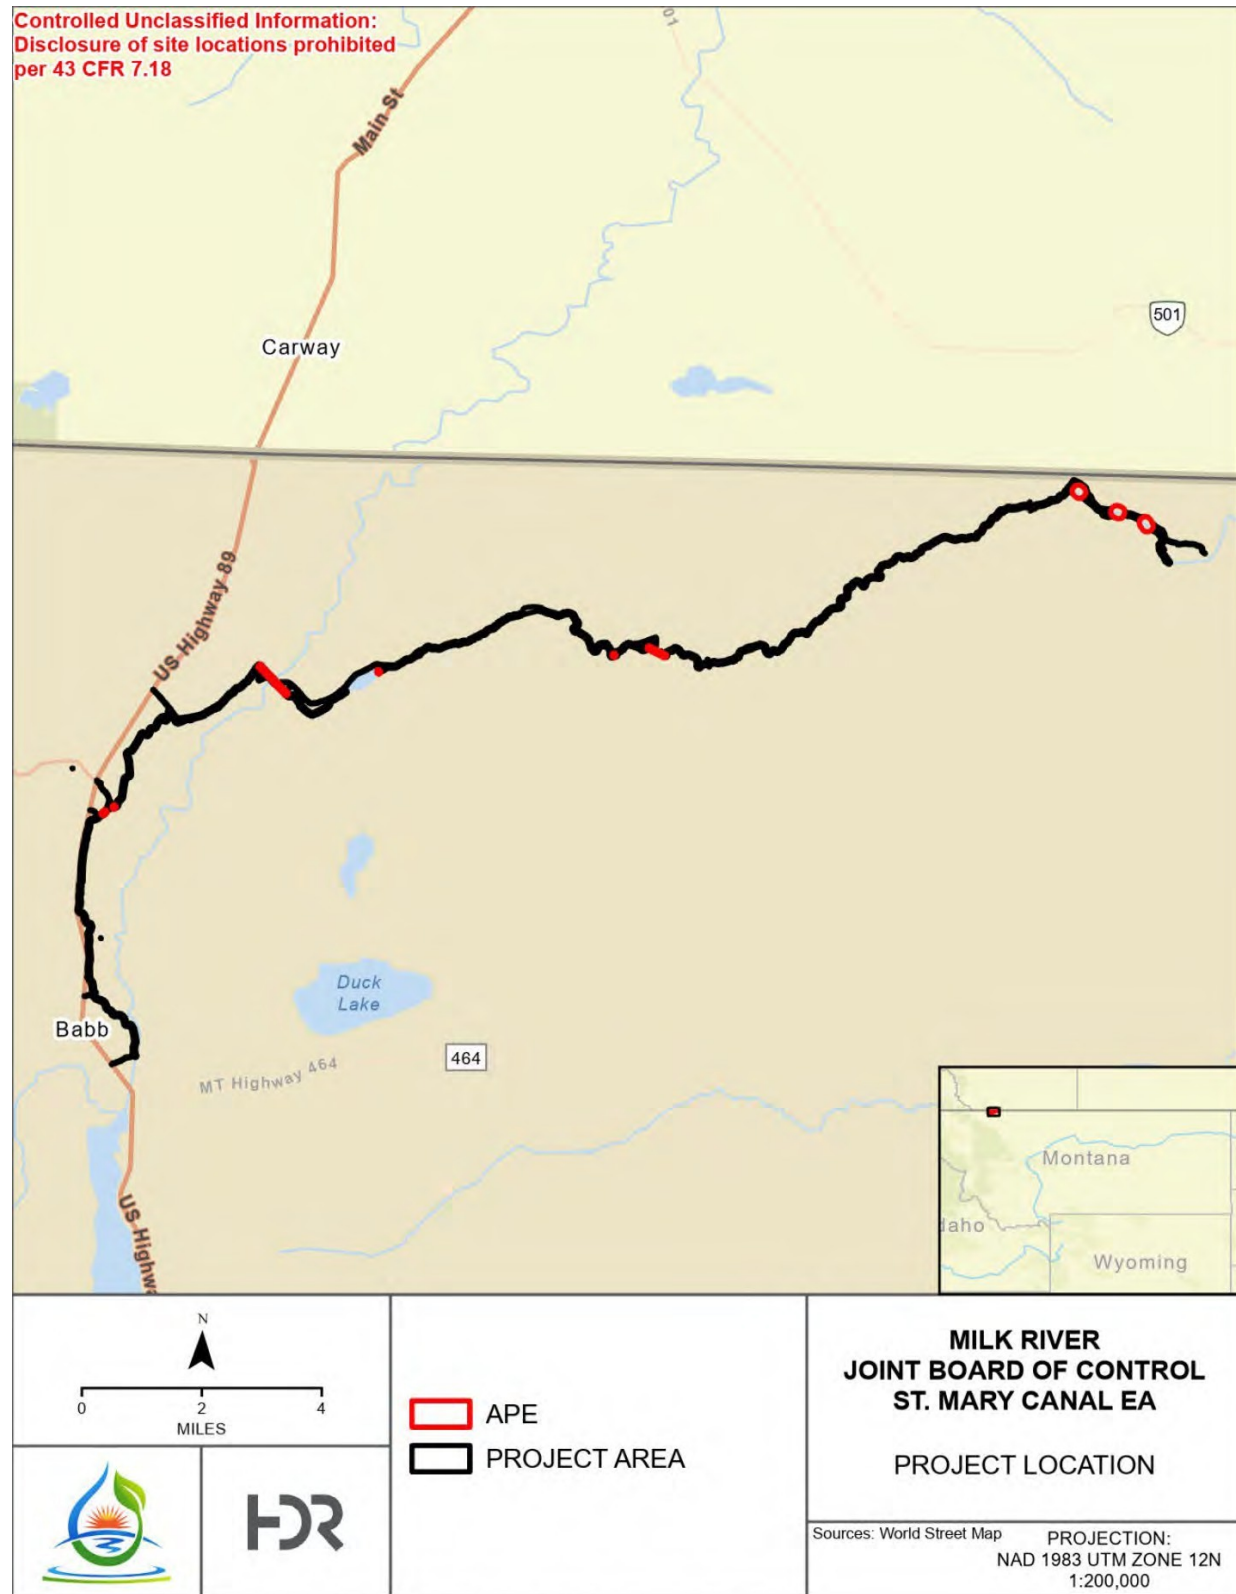 Controlled Unclassified Information:
Disclosure of site locations prohibited
per 43 CFR 7.18
01
Main St
501
Carway
US Highway 89
Duck
Lake
Babb
464
MT Highway 464
US Highwa
Montana
daho
Wyoming
N
0 2 4
MILES
HDR
APE
PROJECT AREA
MILK RIVER
JOINT BOARD OF CONTROL
ST. MARY CANAL EA
PROJECT LOCATION
Sources: World Street Map
PROJECTION:
NAD 1983 UTM ZONE 12N
1:200,000